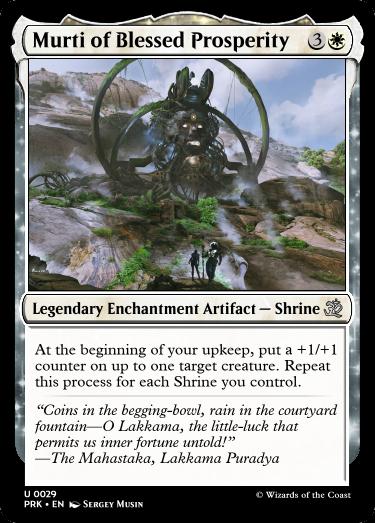 Murti of Blessed Prosperity 3
Legendary Enchantment Artifact — Shrine
At the beginning of your upkeep, put a +1/+1
counter on up to one target creature. Repeat
this process for each Shrine you control.
“Coins in the begging-bowl, rain in the courtyard
fountain—O Lakkama, the little-luck that
permits us inner fortune untold!”
—The Mahastaka, Lakkama Puradya
U 0029
PRK • EN Sergey Musin © Wizards of the Coast